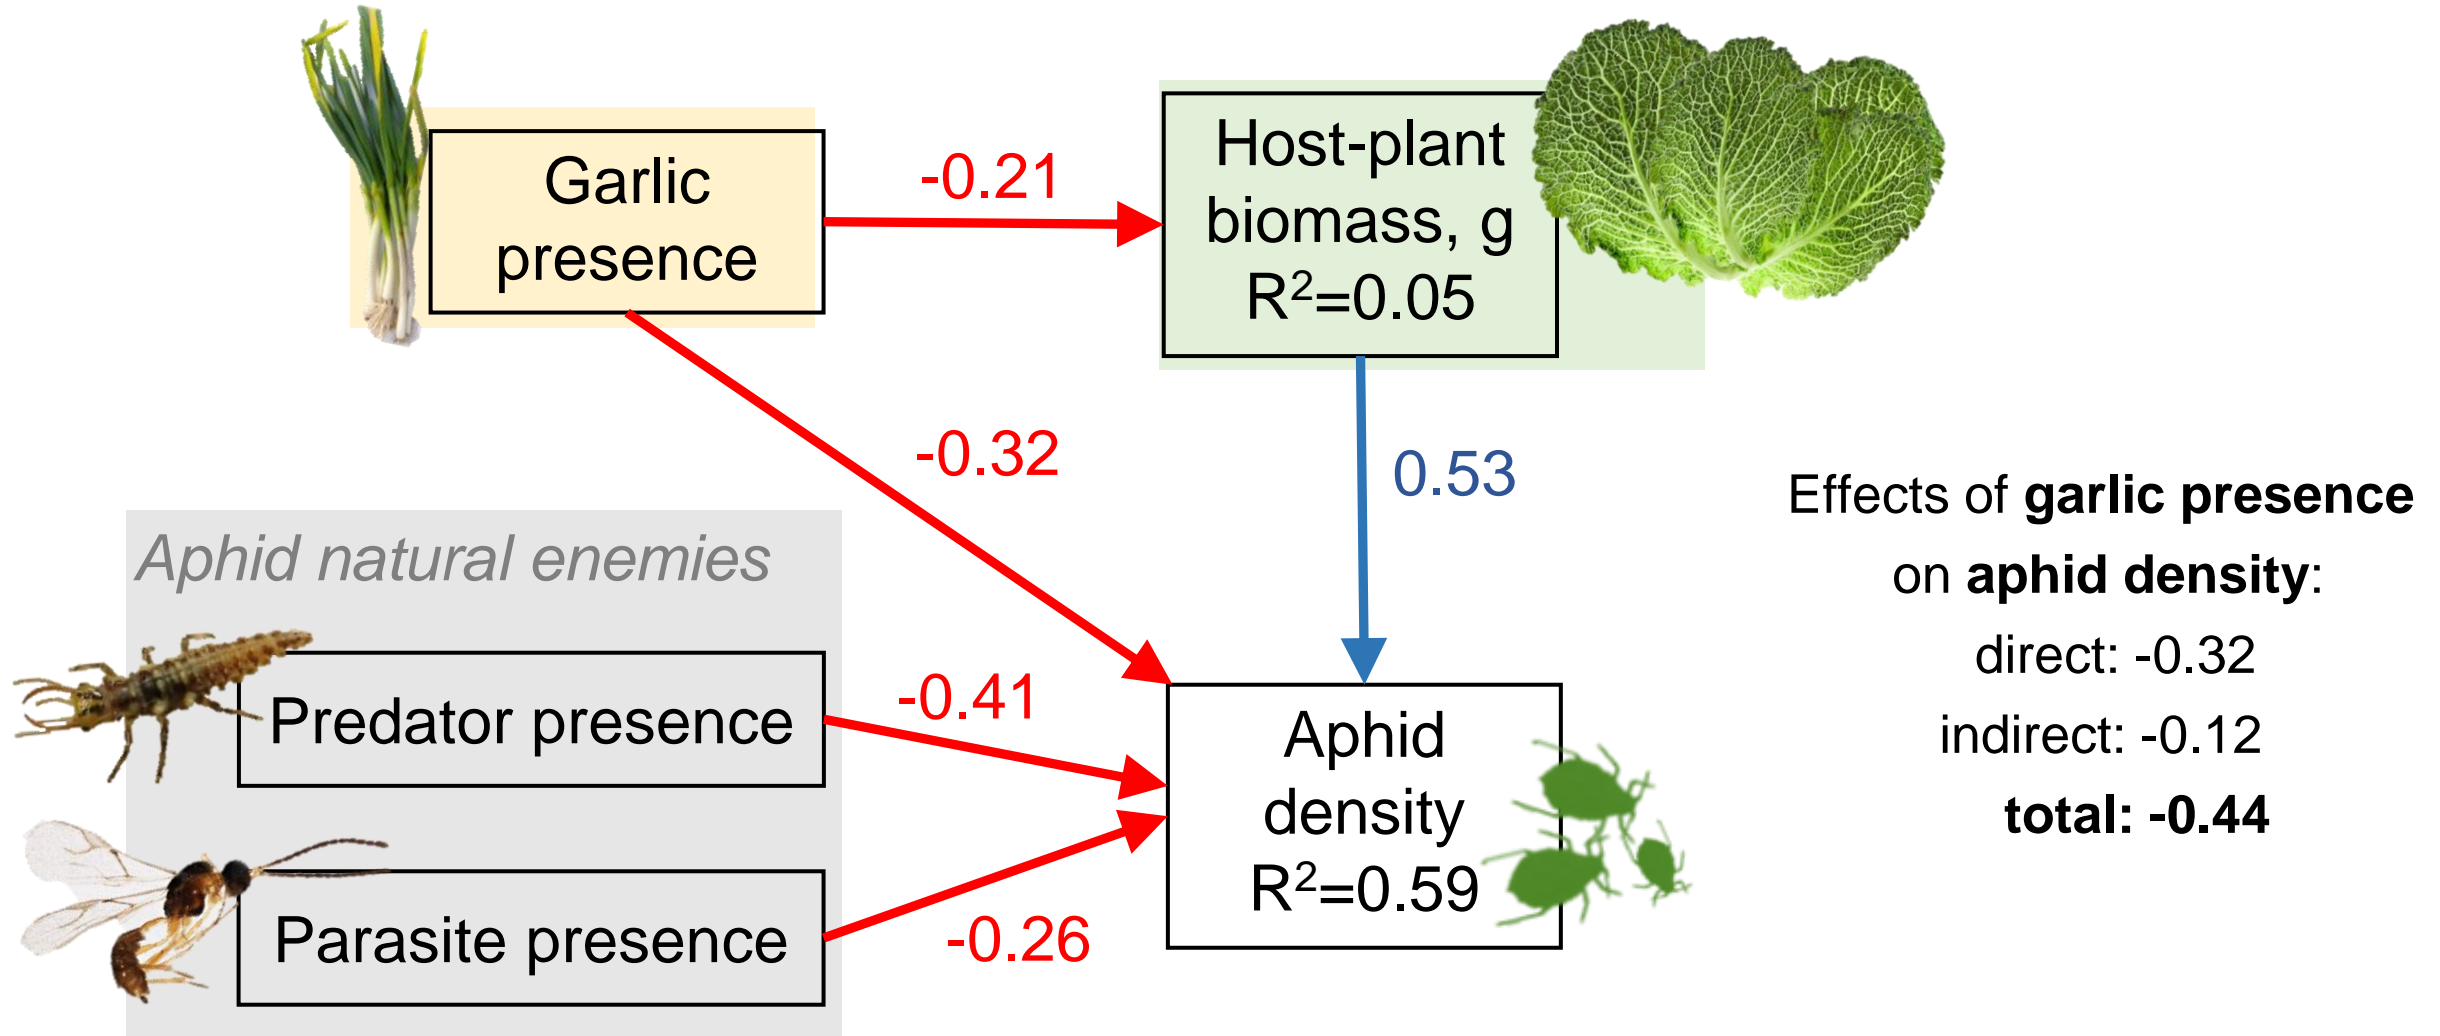 Garlic
presence
-0.21
Host-plant
biomass, g
R²=0.05
-0.32
0.53
Aphid natural enemies
Predator presence
-0.41
Parasite presence
-0.26
Aphid
density
R²=0.59
Effects of garlic presence
on aphid density:
direct: -0.32
indirect: -0.12
total: -0.44